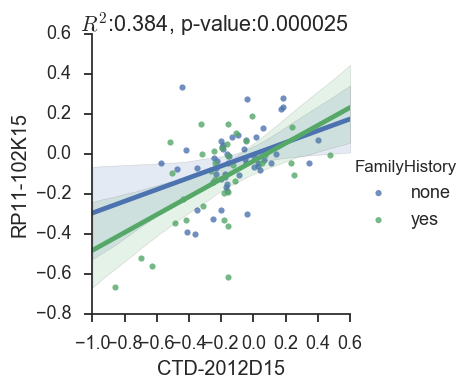 R²:0.384, p-value:0.000025
0.6
0.4
0.2
0.0
−0.2
−0.4
−0.6
−0.8
RP11-102K15
FamilyHistory
none
yes
−1.0−0.8−0.6−0.4−0.2 0.0 0.2 0.4 0.6
CTD-2012D15